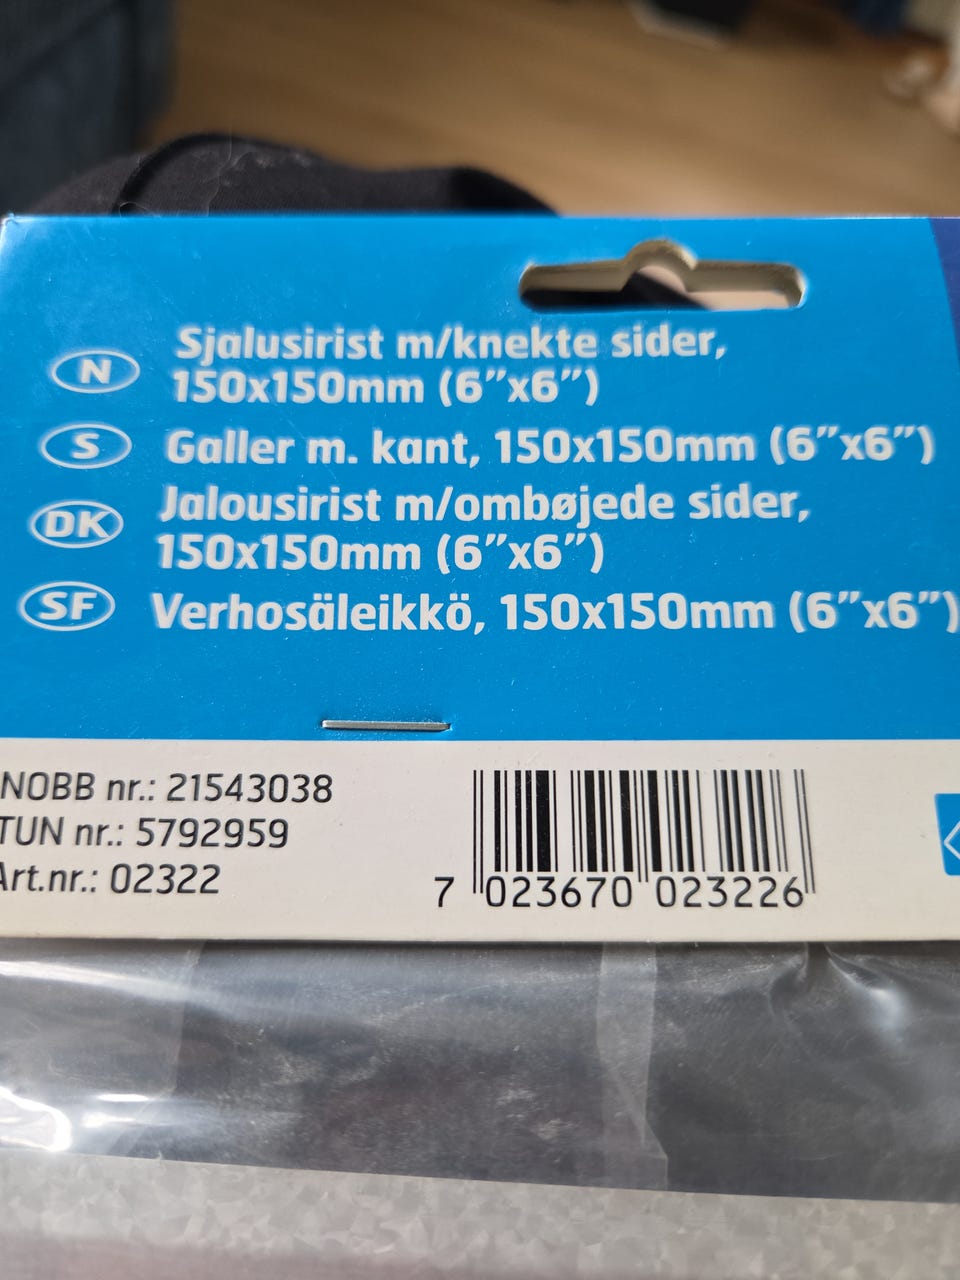 N
Sjalusirist m/knekte sider,
150x150mm (6”x6”)
S
Galler m. kant, 150x150mm (6”x6”)
DK
Jalousirist m/ombøjede sider,
150x150mm (6”x6”)
SF
Verhosäleikkö, 150x150mm (6”x6”)
NOBB nr.: 21543038
TUN nr.: 5792959
Art.nr.: 02322
7 023670 023226